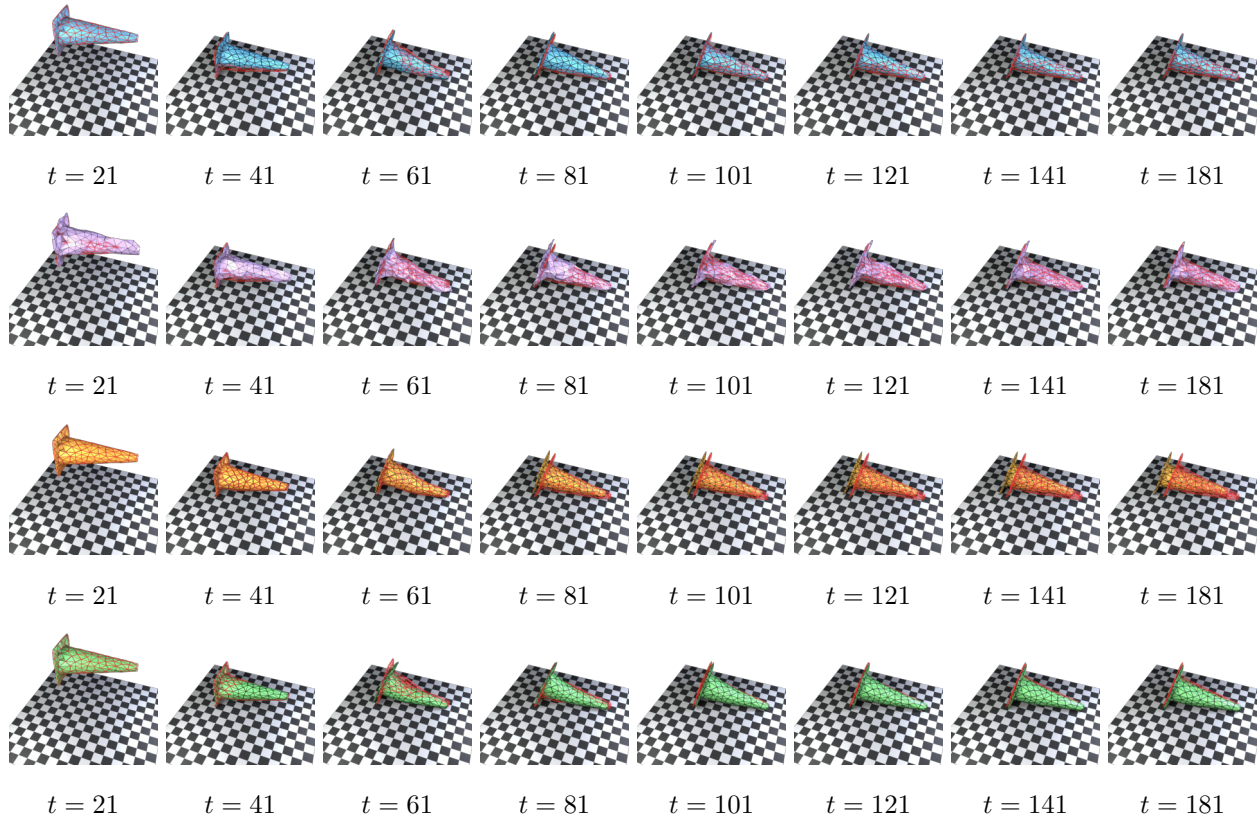 t = 21 t = 41 t = 61 t = 81 t = 101 t = 121 t = 141 t = 181
t = 21 t = 41 t = 61 t = 81 t = 101 t = 121 t = 141 t = 181
t = 21 t = 41 t = 61 t = 81 t = 101 t = 121 t = 141 t = 181
t = 21 t = 41 t = 61 t = 81 t = 101 t = 121 t = 141 t = 181